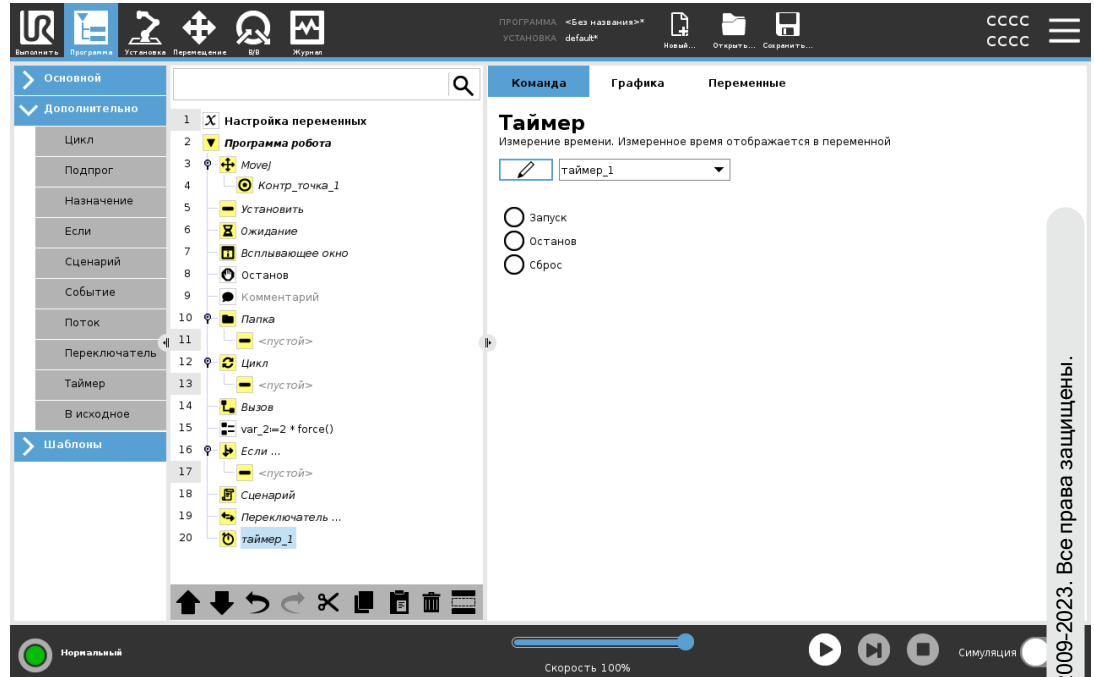 UR
Выполнить
Программа
Установка
Перемещение
В/В
Журнал
ПРОГРАММА <Без названия>*
УСТАНОВКА default*
Новый...
Открыть...
Сохранить...
CCCC
CCCC
Основной
Дополнительно
Цикл
Подпрог
Назначение
Если
Сценарий
Событие
Поток
Переключатель
Таймер
В исходное
Шаблоны
1 X Настройка переменных
2 Программа робота
3 MoveJ
4 Контр_точка_1
5 Установить
6 Ожидание
7 Всплывающее окно
8 Останов
9 Комментарий
10 Папка
11 <пустой>
12 Цикл
13 <пустой>
14 Вызов
15 var_2≔2 * force()
16 Если ...
17 <пустой>
18 Сценарий
19 Переключатель ...
20 таймер_1
Команда Графика Переменные
Таймер
Измерение времени. Измеренное время отображается в переменной
таймер_1
Запуск
Останов
Сброс
Нормальный
Скорость 100%
Симуляция
2009-2023. Все права защищены.